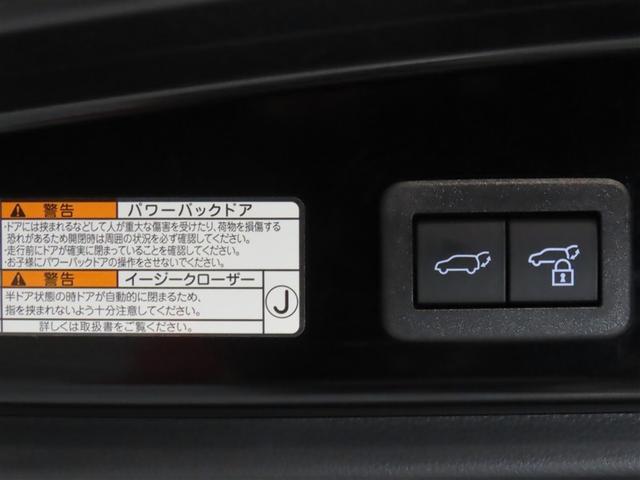 警告 パワーバックドア
・ドアには挟まれるなどして人が重大な傷害を受けたり、荷物を損傷する
恐れがあるため開閉時は周囲の状況を必ず確認してください。
・走行前にドアが確実に閉まっていることを確認してください。
・お子様にパワーバックドアの操作をさせないでください。
警告 イージークローザー
半ドア状態の時ドアが自動的に閉まるため、
指を挟まれないよう十分注意してください。
J
詳しくは取扱書をご覧ください。